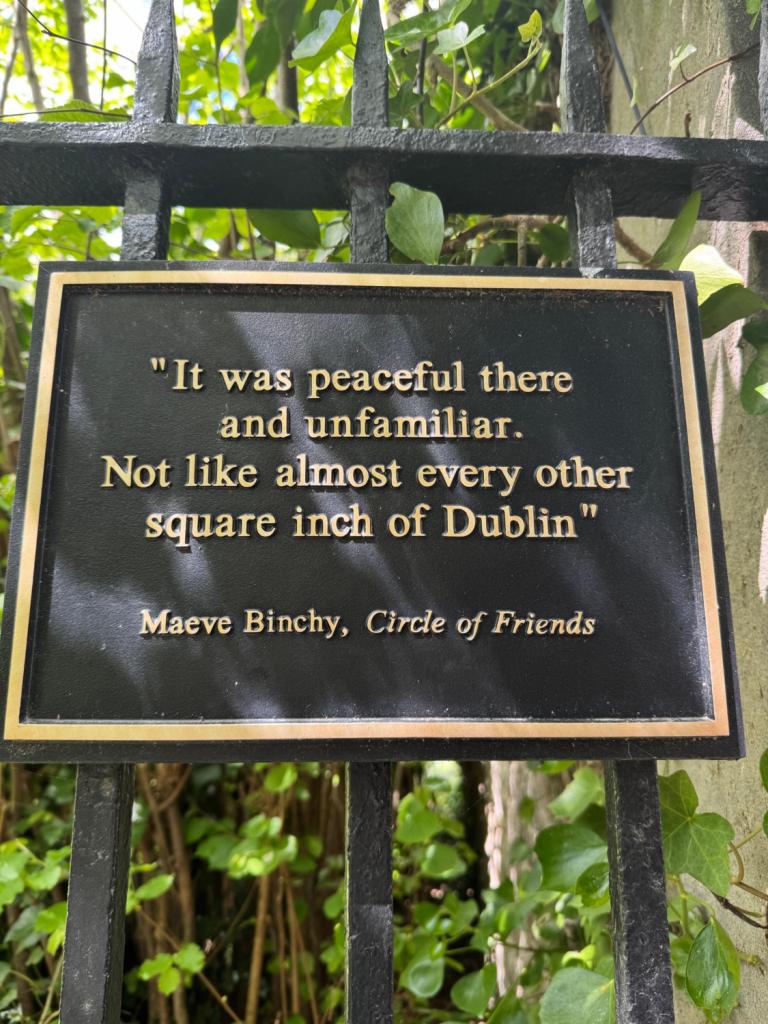 "It was peaceful there
and unfamiliar.
Not like almost every other
square inch of Dublin"
Maeve Binchy, Circle of Friends